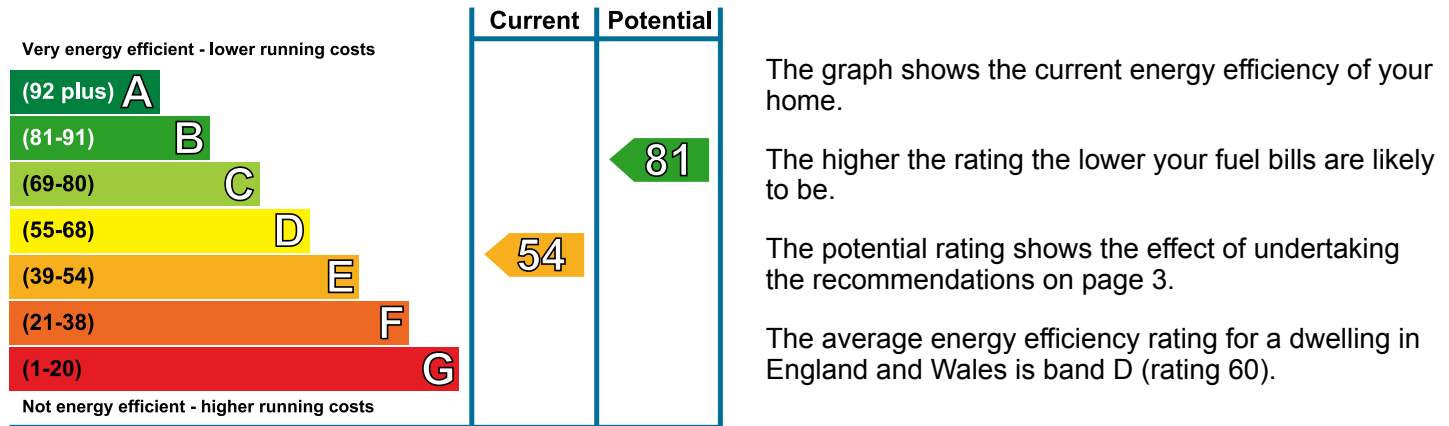 Current Potential
Very energy efficient - lower running costs
(92 plus) A
(81-91) B
81
(69-80) C
(55-68) D
54
(39-54) E
(21-38) F
(1-20) G
Not energy efficient - higher running costs
The graph shows the current energy efficiency of your
home.
The higher the rating the lower your fuel bills are likely
to be.
The potential rating shows the effect of undertaking
the recommendations on page 3.
The average energy efficiency rating for a dwelling in
England and Wales is band D (rating 60).